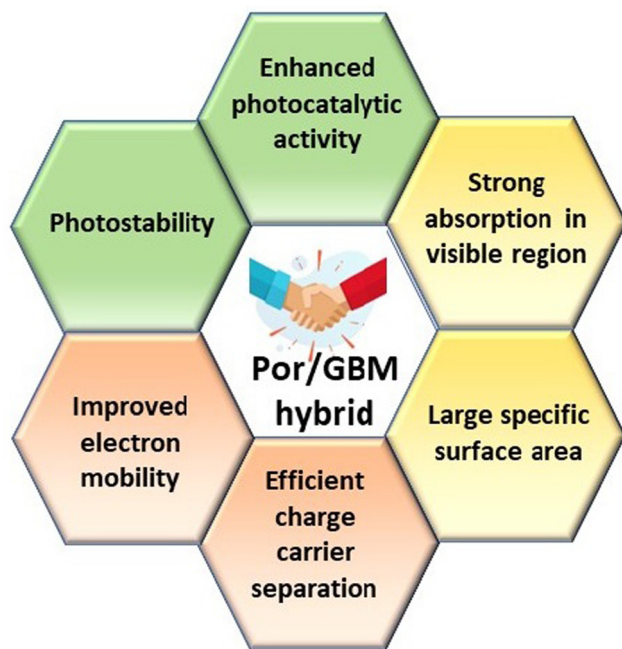 Enhanced
photocatalytic
activity
Strong
absorption in
visible region
Large specific
surface area
Efficient
charge
carrier
separation
Improved
electron
mobility
Photostability
Por/GBM
hybrid